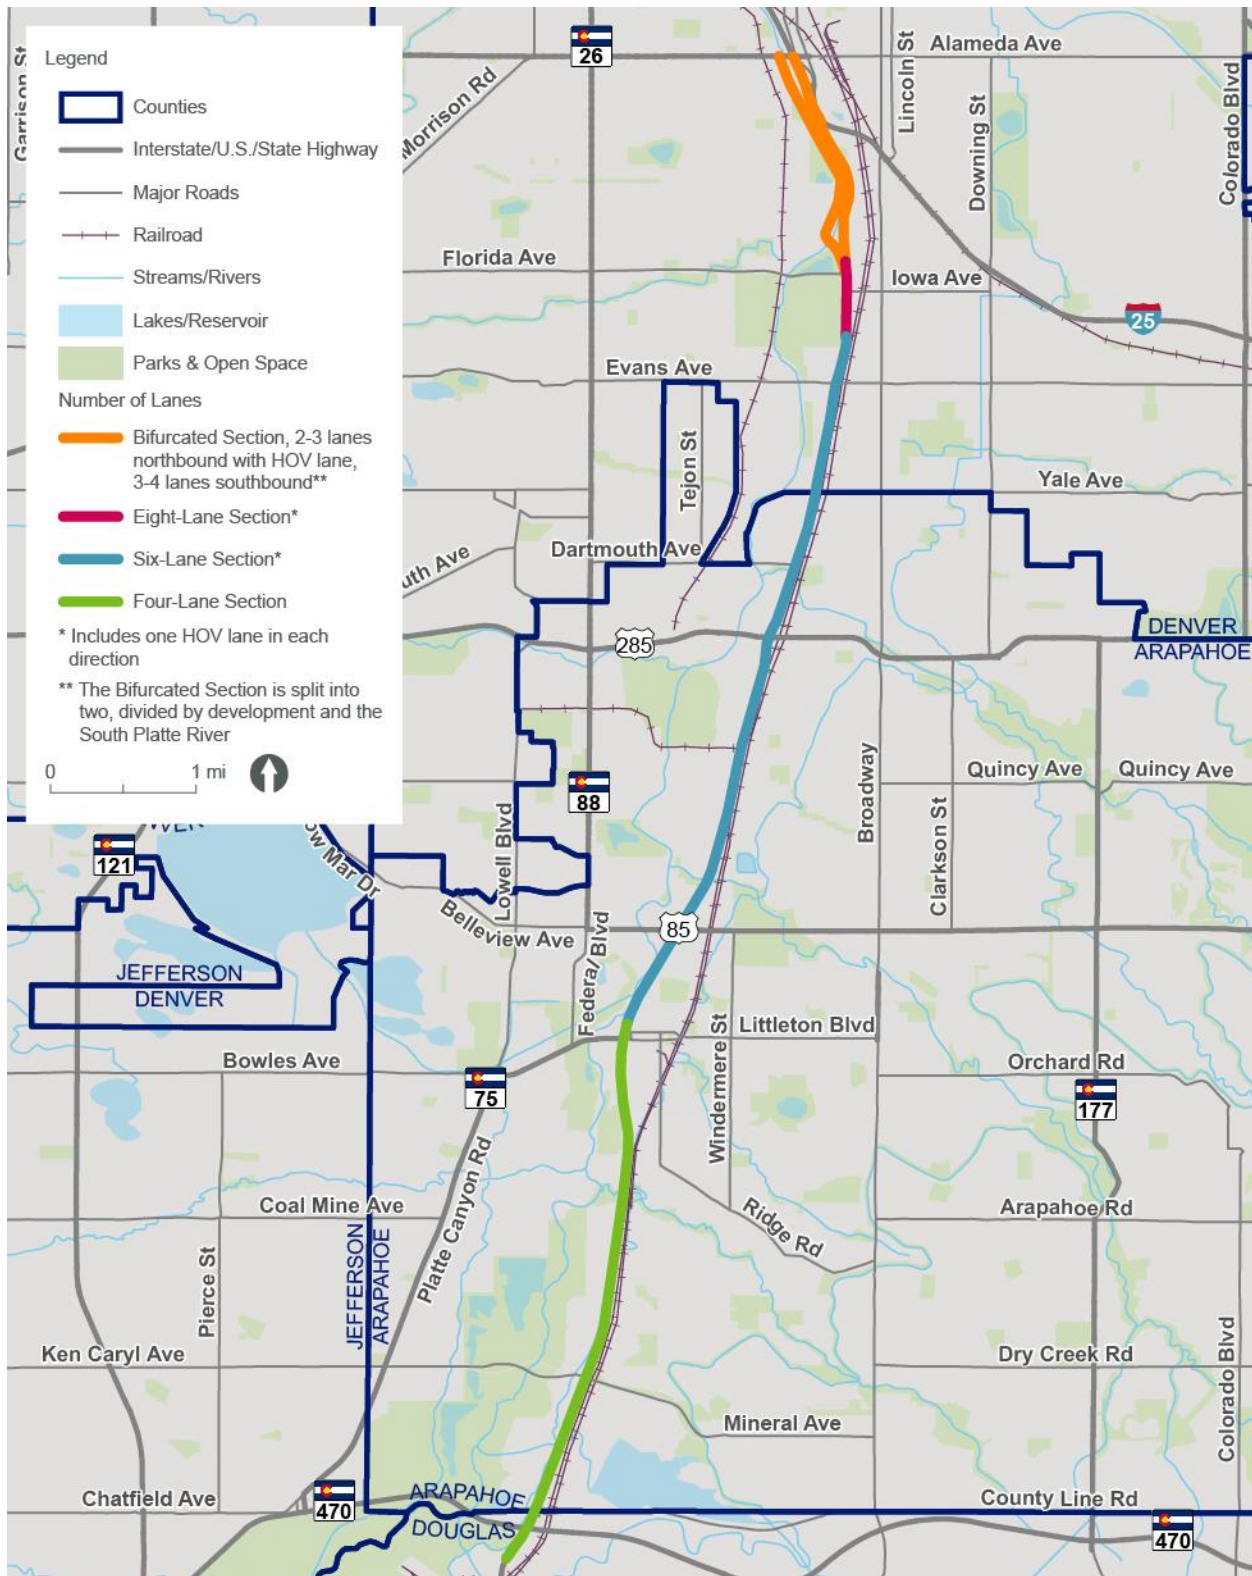 Legend
Counties
Interstate/U.S./State Highway
Major Roads
Railroad
Streams/Rivers
Lakes/Reservoir
Parks & Open Space
Number of Lanes
Bifurcated Section, 2-3 lanes
northbound with HOV lane,
3-4 lanes southbound**
Eight-Lane Section*
Six-Lane Section*
Four-Lane Section
* Includes one HOV lane in each
direction
** The Bifurcated Section is split into
two, divided by development and the
South Platte River
0
1 mi
Garrison St
26
Morrison Rd
Lincoln St
Alameda Ave
Downing St
Colorado Blvd
Florida Ave
Iowa Ave
25
Evans Ave
Tejon St
Yale Ave
Dartmouth Ave
uth Ave
285
DENVER
ARAPAHOE
Broadway
Quincy Ave
Quincy Ave
88
Lowell Blvd
Clarkson St
121
ow Mar Dr
Belleview Ave
85
Federal Blvd
JEFFERSON
DENVER
Windermere St
Littleton Blvd
Bowles Ave
75
Orchard Rd
177
Platte Canyon Rd
Coal Mine Ave
Arapahoe Rd
Ridge Rd
Pierce St
JEFFERSON
ARAPAHOE
Ken Caryl Ave
Dry Creek Rd
Colorado Blvd
Mineral Ave
Chatfield Ave
470
ARAPAHOE
DOUGLAS
County Line Rd
470